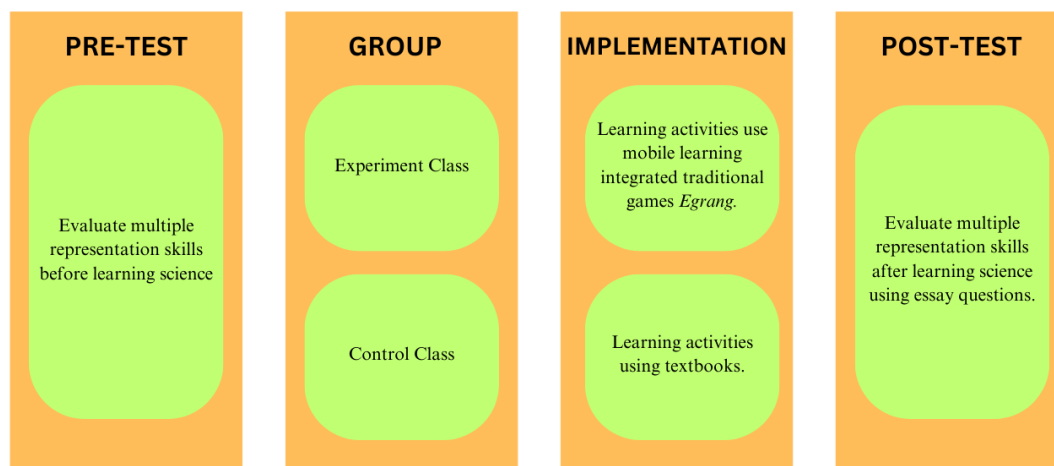 PRE-TEST
Evaluate multiple
representation skills
before learning science
GROUP
Experiment Class
Control Class
IMPLEMENTATION
Learning activities use
mobile learning
integrated traditional
games Egrang.
Learning activities
using textbooks.
POST-TEST
Evaluate multiple
representation skills
after learning science
using essay questions.